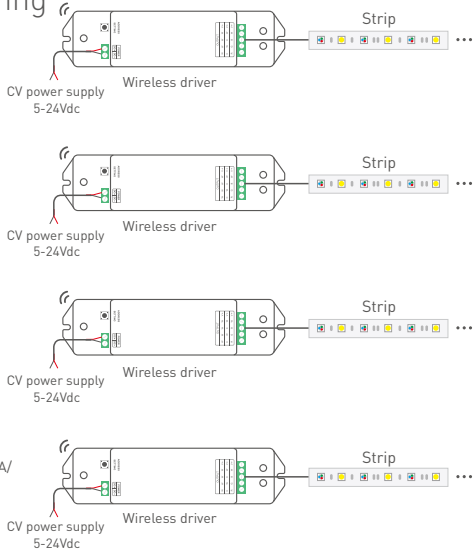 ing
Strip
Wireless driver
CV power supply
5-24Vdc
Strip
Wireless driver
CV power supply
5-24Vdc
Strip
Wireless driver
CV power supply
5-24Vdc
A/
Strip
Wireless driver
CV power supply
5-24Vdc